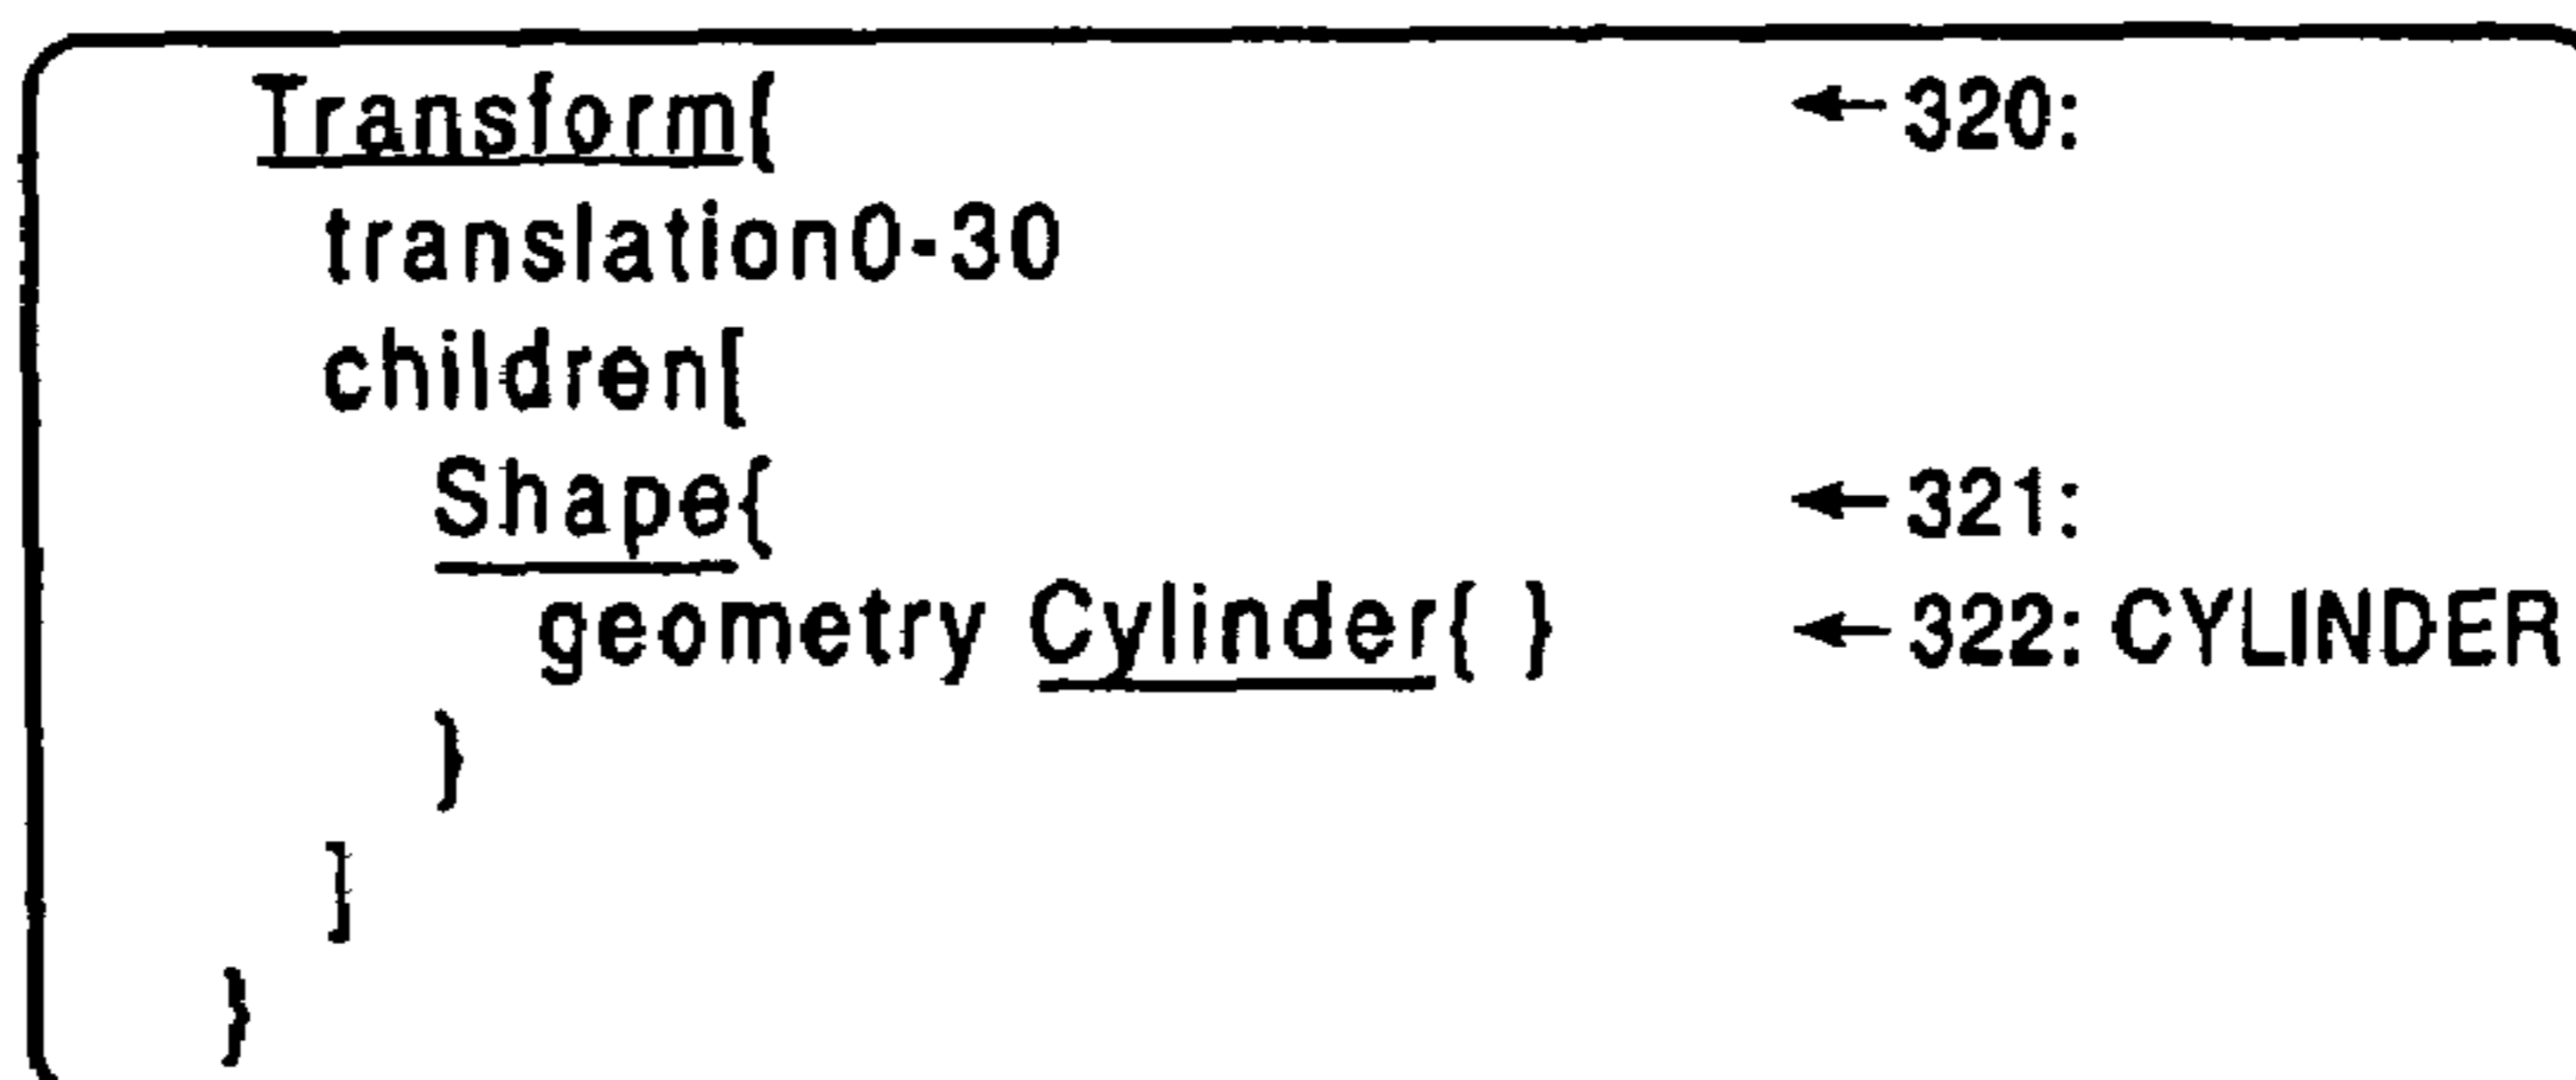 Transform{ ← 320:
translation0-30
children[
Shape{ ← 321:
geometry Cylinder{ } ← 322: CYLINDER
}
]
}